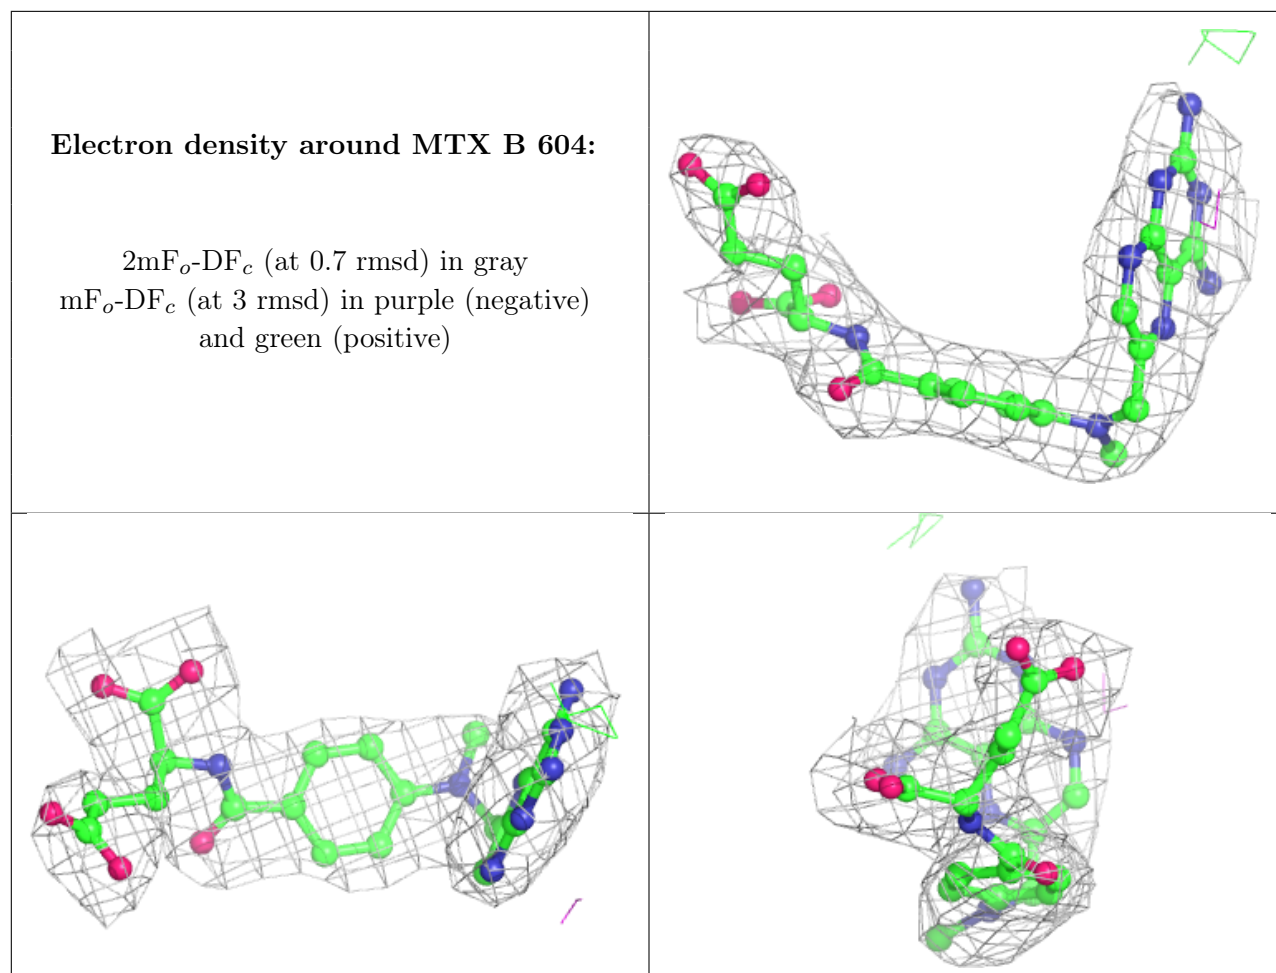 Electron density around MTX B 604:
2mFo-DFc (at 0.7 rmsd) in gray
mFo-DFc (at 3 rmsd) in purple (negative)
and green (positive)